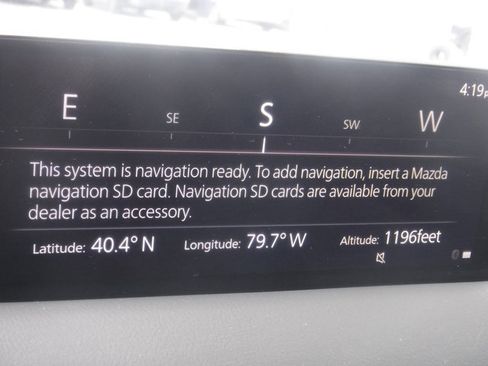 4:19p
E SE S SW W
This system is navigation ready. To add navigation, insert a Mazda
navigation SD card. Navigation SD cards are available from your
dealer as an accessory.
Latitude: 40.4° N Longitude: 79.7° W Altitude: 1196feet